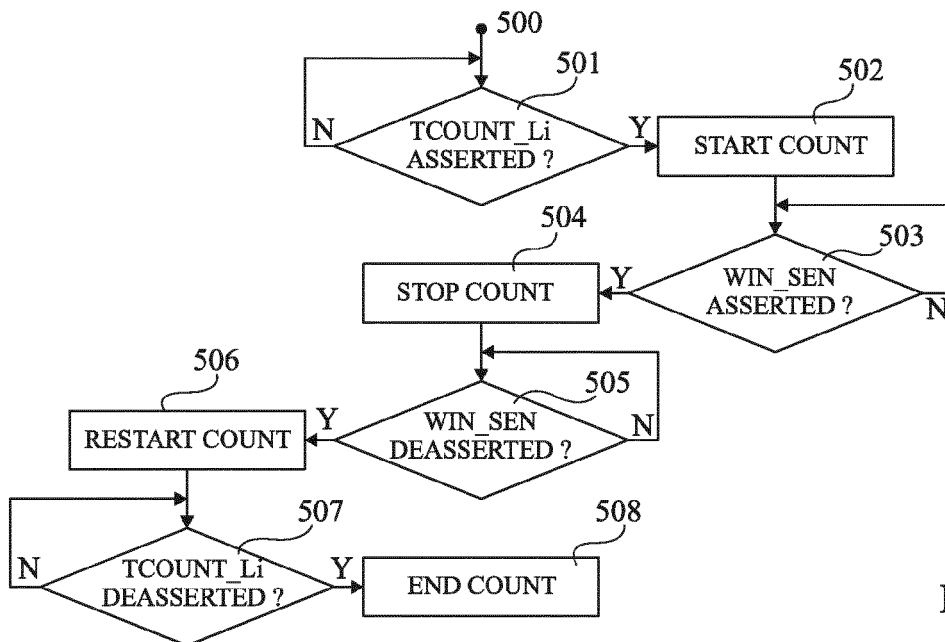 500
501
502
N
TCOUNT_Li
ASSERTED ?
Y
START COUNT
504
503
STOP COUNT
Y
WIN_SEN
ASSERTED ?
N
506
505
RESTART COUNT
Y
WIN_SEN
DEASSERTED ?
N
507
508
N
TCOUNT_Li
DEASSERTED ?
Y
END COUNT